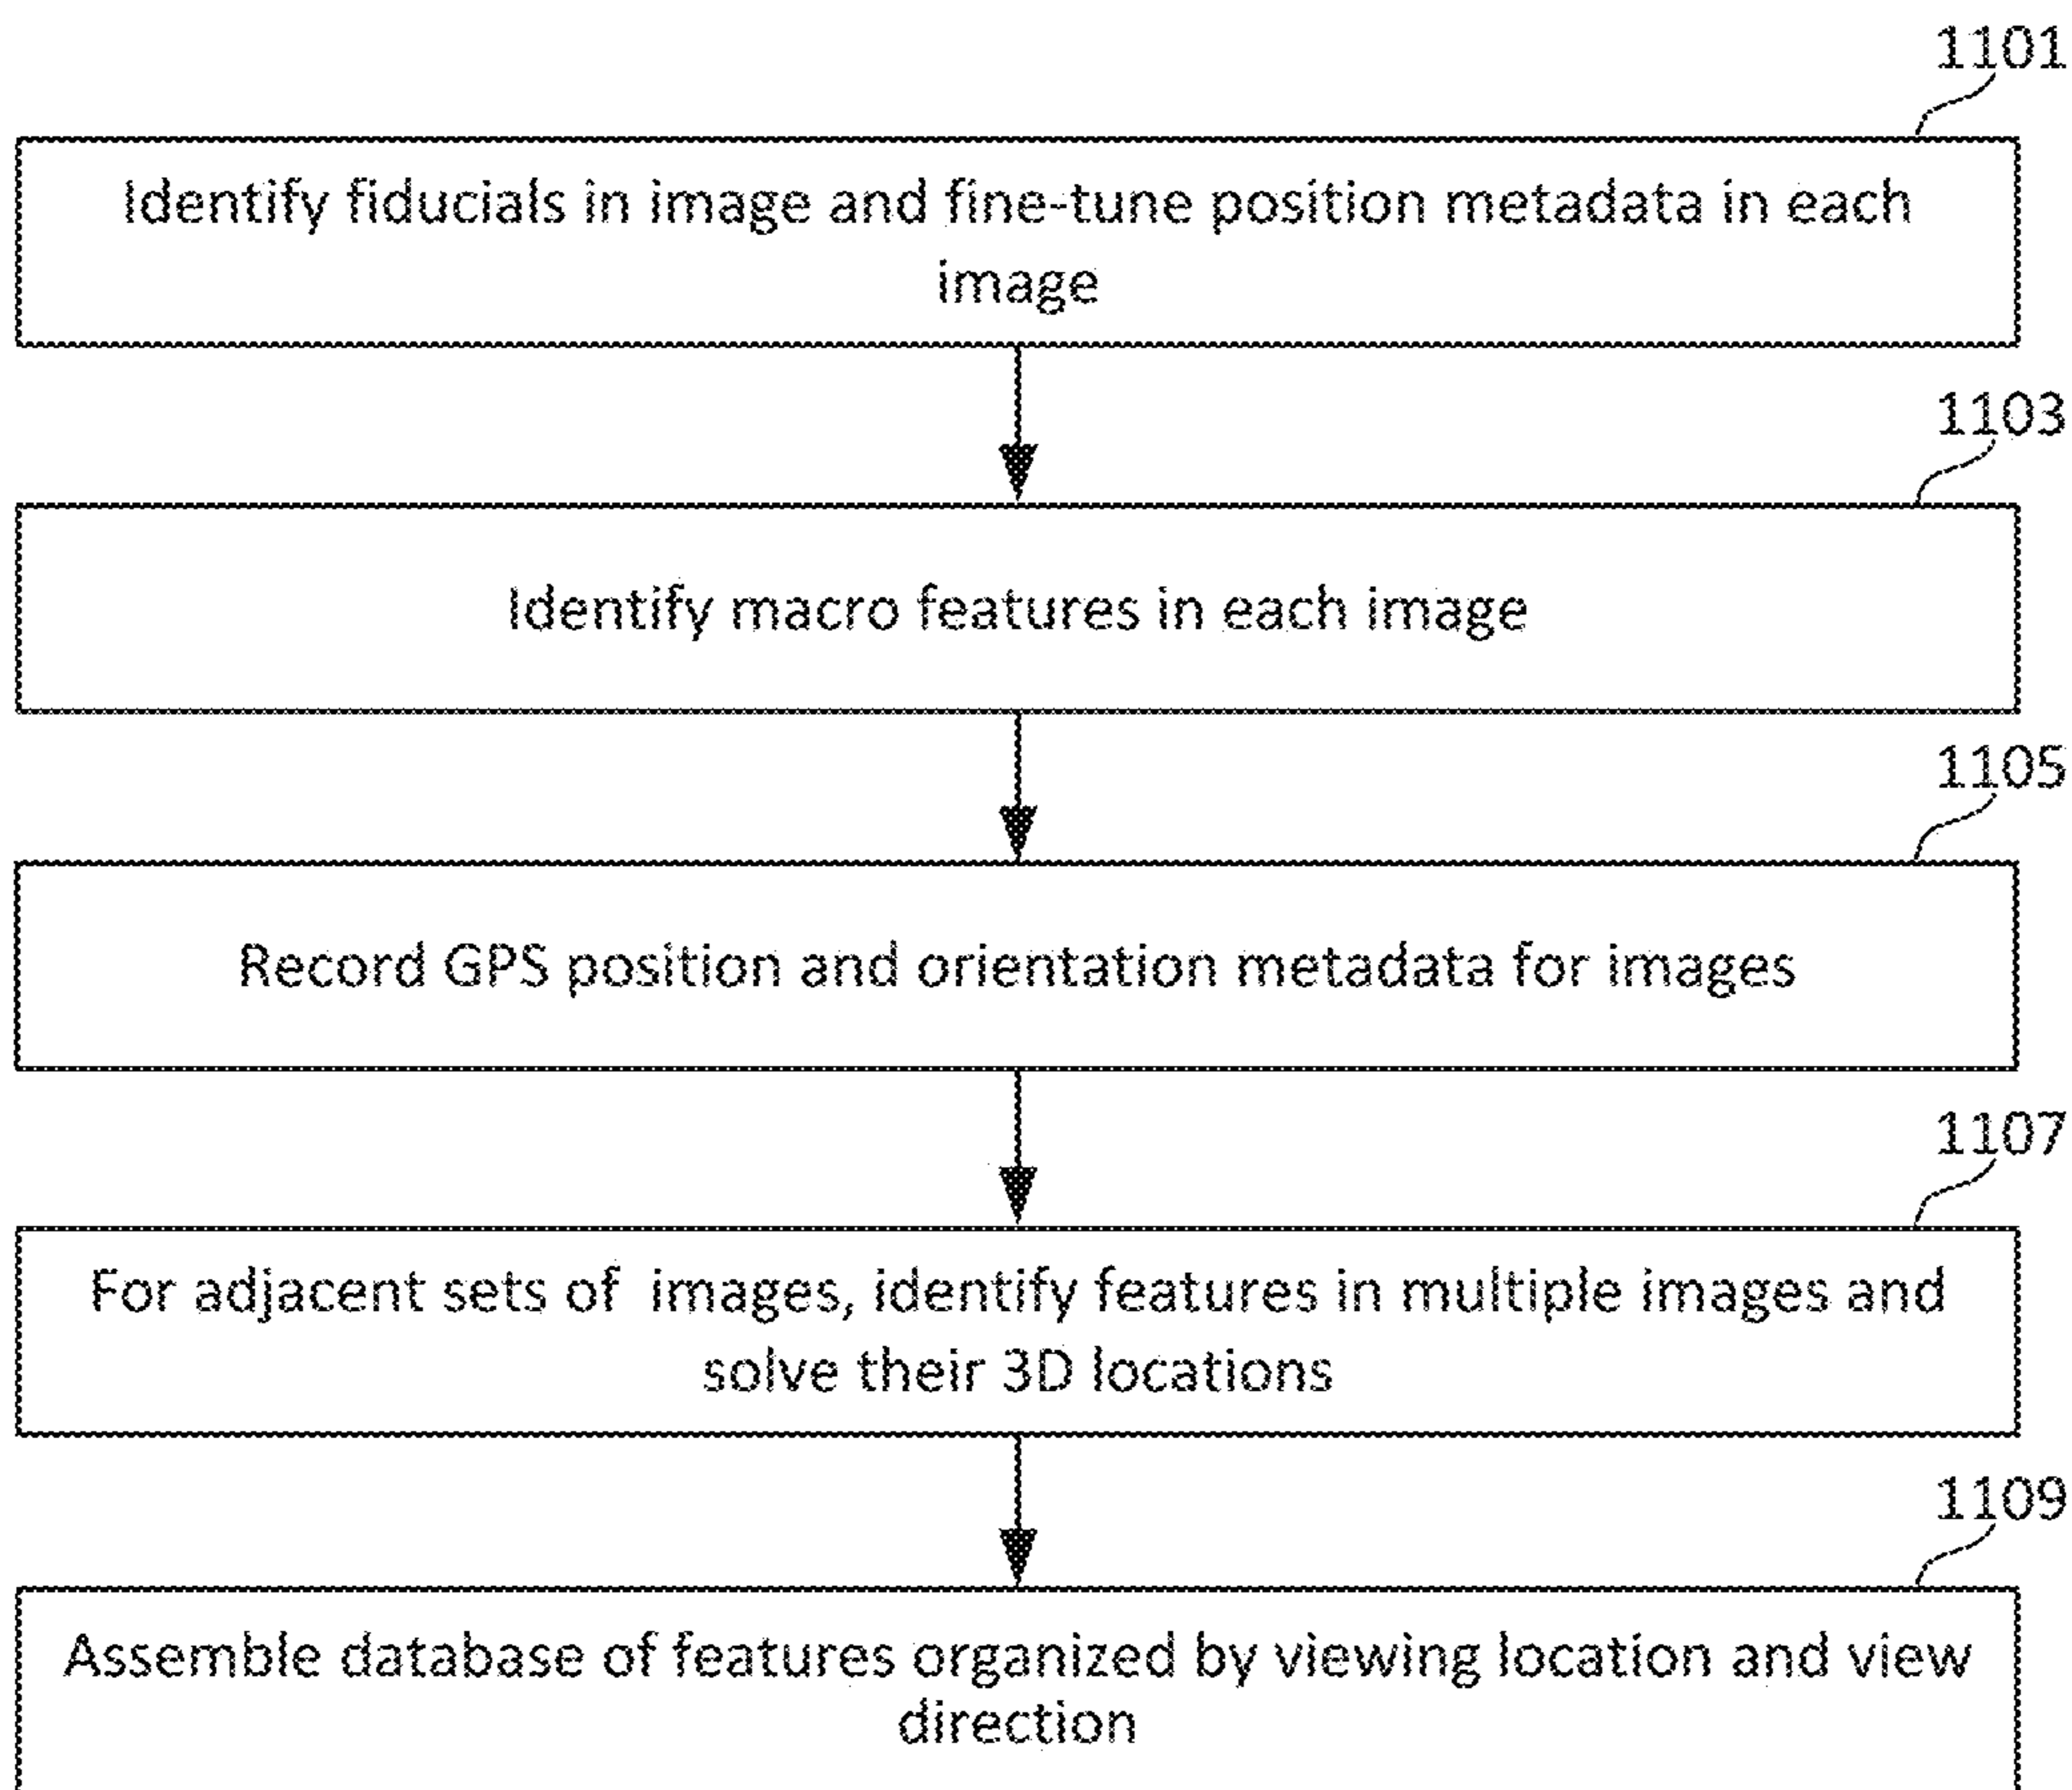 1101
Identify fiducials in image and fine-tune position metadata in each
image
1103
Identify macro features in each image
1105
Record GPS position and orientation metadata for images
1107
For adjacent sets of images, identify features in multiple images and
solve their 3D locations
1109
Assemble database of features organized by viewing location and view
direction